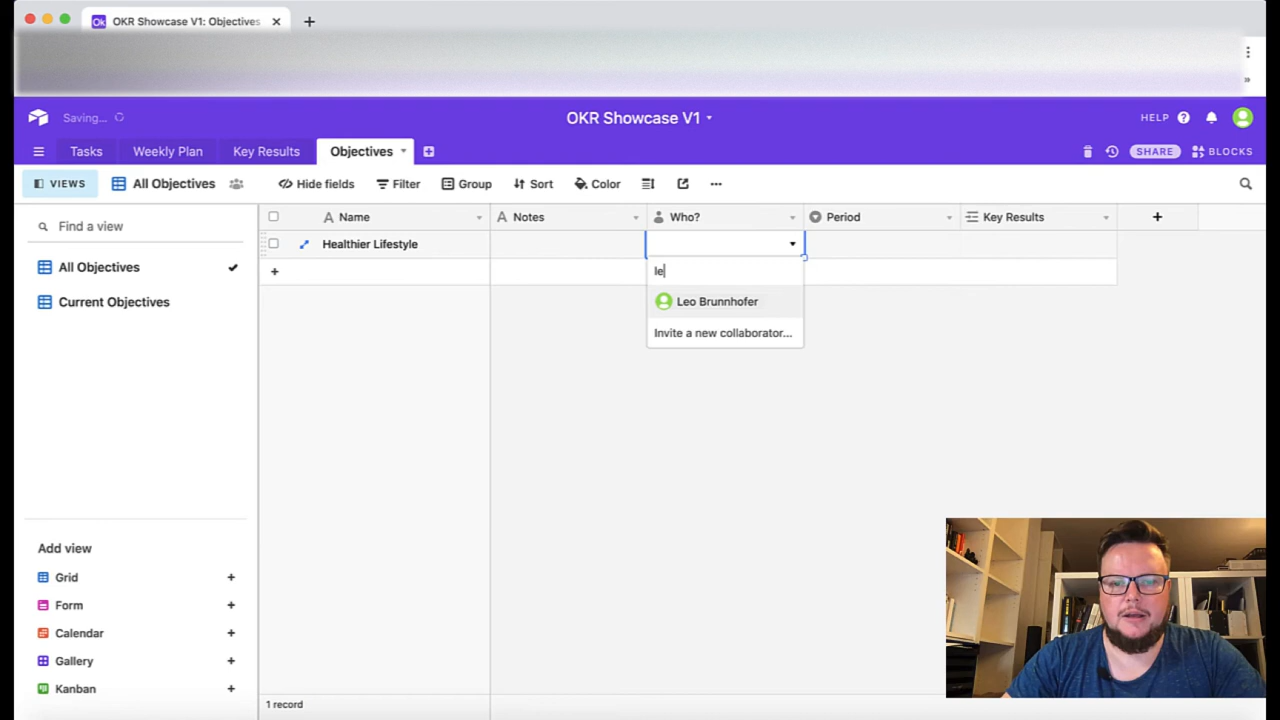 Ok OKR Showcase V1: Objectives
Saving... OKR Showcase V1 HELP
Tasks Weekly Plan Key Results Objectives SHARE BLOCKS
VIEWS All Objectives Hide fields Filter Group Sort Color
Find a view
Name Notes Who? Period Key Results
Healthier Lifestyle
le
All Objectives
Leo Brunnhofer
Current Objectives
Invite a new collaborator...
Add view
Grid
Form
Calendar
Gallery
Kanban
1 record